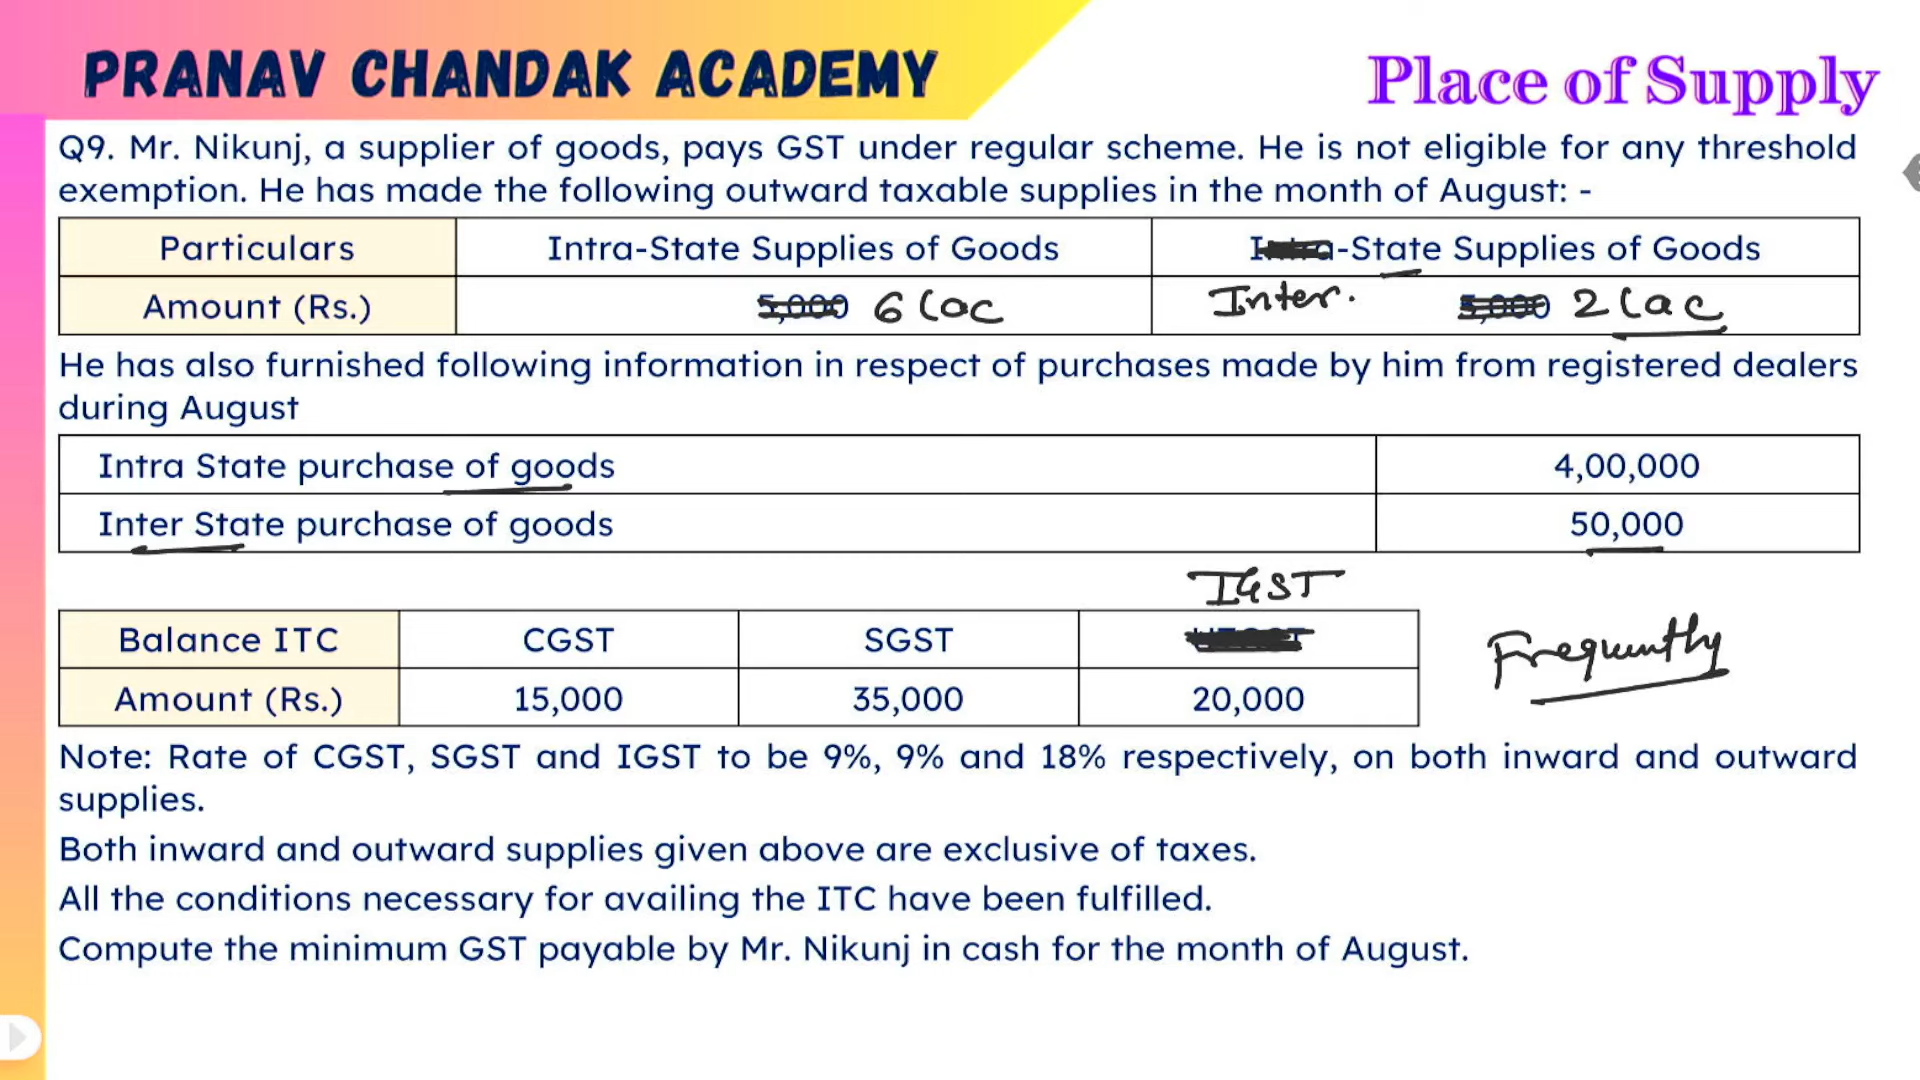 PRANAV CHANDAK ACADEMY
Place of Supply
Q9. Mr. Nikunj, a supplier of goods, pays GST under regular scheme. He is not eligible for any threshold
exemption. He has made the following outward taxable supplies in the month of August: -
Particulars Intra-State Supplies of Goods Intra-State Supplies of Goods
Amount (Rs.) 5,000 6 lac Inter. 5,000 2 lac
He has also furnished following information in respect of purchases made by him from registered dealers
during August
Intra State purchase of goods 4,00,000
Inter State purchase of goods 50,000
IGST
Balance ITC CGST SGST
Amount (Rs.) 15,000 35,000 20,000
Frequently
Note: Rate of CGST, SGST and IGST to be 9%, 9% and 18% respectively, on both inward and outward
supplies.
Both inward and outward supplies given above are exclusive of taxes.
All the conditions necessary for availing the ITC have been fulfilled.
Compute the minimum GST payable by Mr. Nikunj in cash for the month of August.